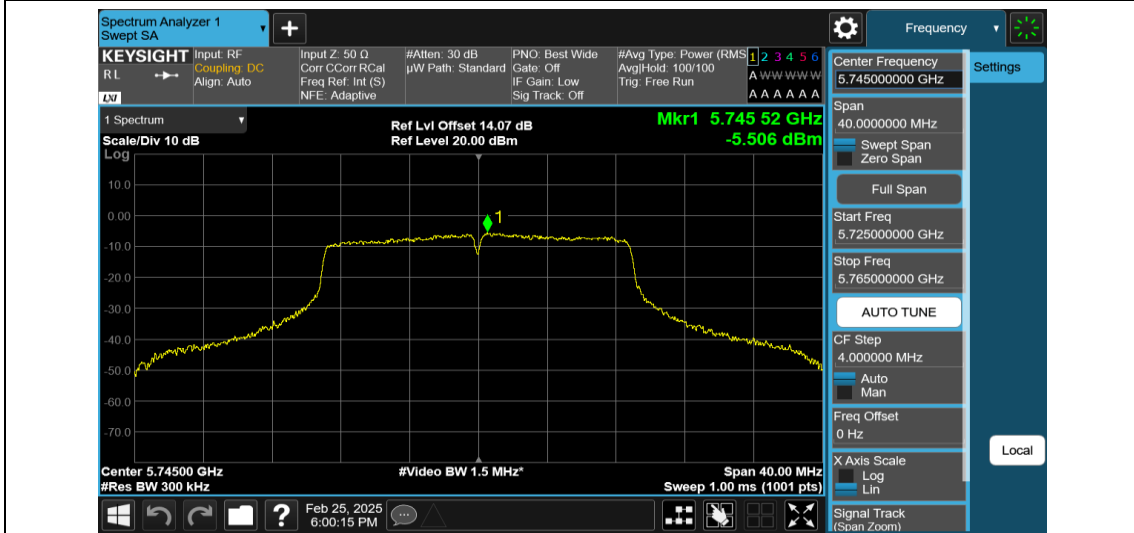 Spectrum Analyzer 1
Swept SA
+
Frequency
KEYSIGHT
R L
LXI
Input: RF
Coupling: DC
Align: Auto
Input Z: 50 Ω
Corr CCorr RCal
Freq Ref: Int (S)
NFE: Adaptive
#Atten: 30 dB
µW Path: Standard
PNO: Best Wide
Gate: Off
IF Gain: Low
Sig Track: Off
#Avg Type: Power (RMS
Avg|Hold: 100/100
Trig: Free Run
1 2 3 4 5 6
A W W W W W
A A A A A A
1 Spectrum
Scale/Div 10 dB
Log
Ref Lvl Offset 14.07 dB
Ref Level 20.00 dBm
Mkr1 5.745 52 GHz
-5.506 dBm
10.0
0.00
-10.0
-20.0
-30.0
-40.0
-50.0
-60.0
-70.0
1
Center 5.74500 GHz
#Res BW 300 kHz
#Video BW 1.5 MHz*
Span 40.00 MHz
Sweep 1.00 ms (1001 pts)
?
Feb 25, 2025
6:00:15 PM
Center Frequency
5.745000000 GHz
Span
40.0000000 MHz
Swept Span
Zero Span
Full Span
Start Freq
5.725000000 GHz
Stop Freq
5.765000000 GHz
AUTO TUNE
CF Step
4.000000 MHz
Auto
Man
Freq Offset
0 Hz
X Axis Scale
Log
Lin
Signal Track
(Span Zoom)
Settings
Local